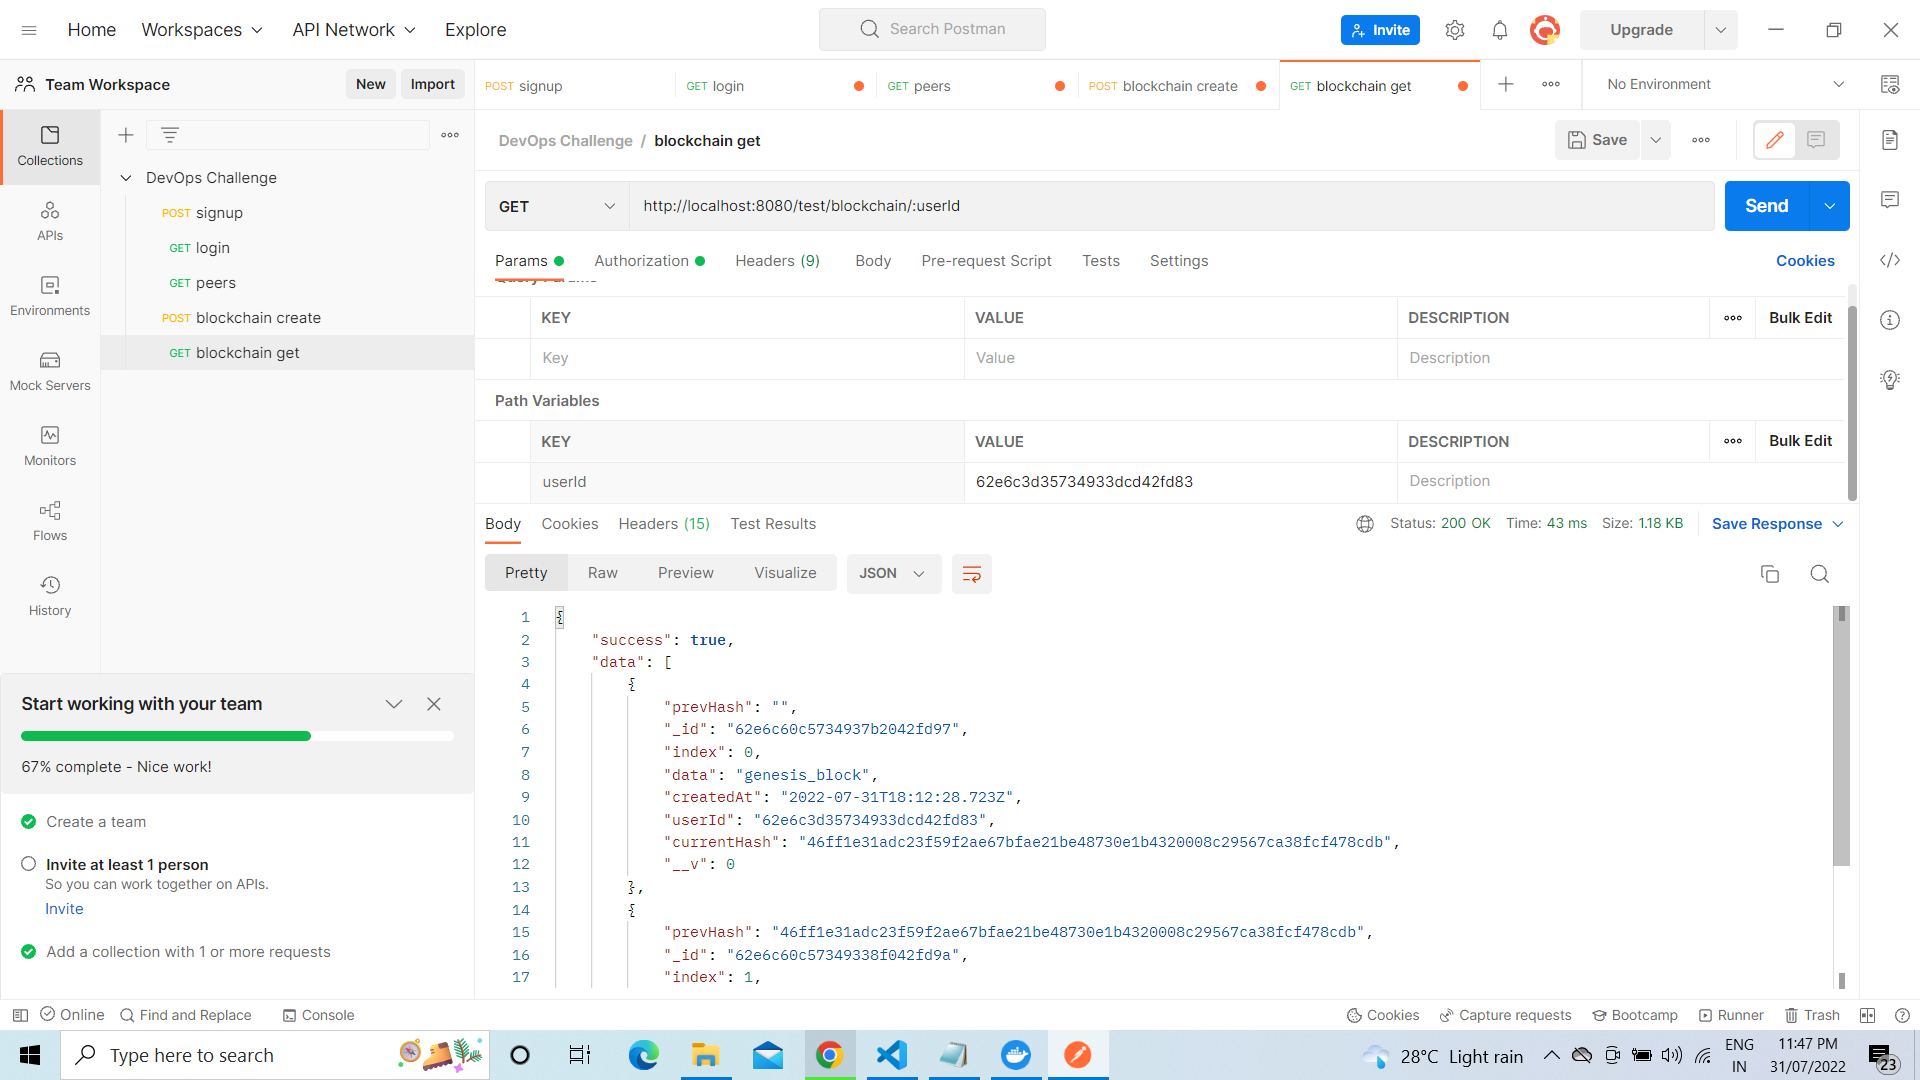 Home
Workspaces
API Network
Explore
Search Postman
Invite
Upgrade
Team Workspace
New
Import
POST signup
GET login
GET peers
POST blockchain create
GET blockchain get
No Environment
Collections
APIs
Environments
Mock Servers
Monitors
Flows
History
DevOps Challenge
POST signup
GET login
GET peers
POST blockchain create
GET blockchain get
DevOps Challenge / blockchain get
Save
GET
http://localhost:8080/test/blockchain/:userId
Send
Params
Authorization
Headers (9)
Body
Pre-request Script
Tests
Settings
Cookies
Query Params
KEY VALUE DESCRIPTION Bulk Edit
Key Value Description
Path Variables
KEY VALUE DESCRIPTION Bulk Edit
userId 62e6c3d35734933dcd42fd83 Description
Body Cookies Headers (15) Test Results
Status: 200 OK Time: 43 ms Size: 1.18 KB Save Response
Pretty Raw Preview Visualize JSON
1 {
2 "success": true,
3 "data": [
4 {
5 "prevHash": "",
6 "_id": "62e6c60c5734937b2042fd97",
7 "index": 0,
8 "data": "genesis_block",
9 "createdAt": "2022-07-31T18:12:28.723Z",
10 "userId": "62e6c3d35734933dcd42fd83",
11 "currentHash": "46ff1e31adc23f59f2ae67bfae21be48730e1b4320008c29567ca38fcf478cdb",
12 "__v": 0
13 },
14 {
15 "prevHash": "46ff1e31adc23f59f2ae67bfae21be48730e1b4320008c29567ca38fcf478cdb",
16 "_id": "62e6c60c57349338f042fd9a",
17 "index": 1,
Start working with your team
67% complete - Nice work!
Create a team
Invite at least 1 person
So you can work together on APIs.
Invite
Add a collection with 1 or more requests
Online
Find and Replace
Console
Cookies
Capture requests
Bootcamp
Runner
Trash
Type here to search
28°C Light rain
ENG
IN
11:47 PM
31/07/2022
23